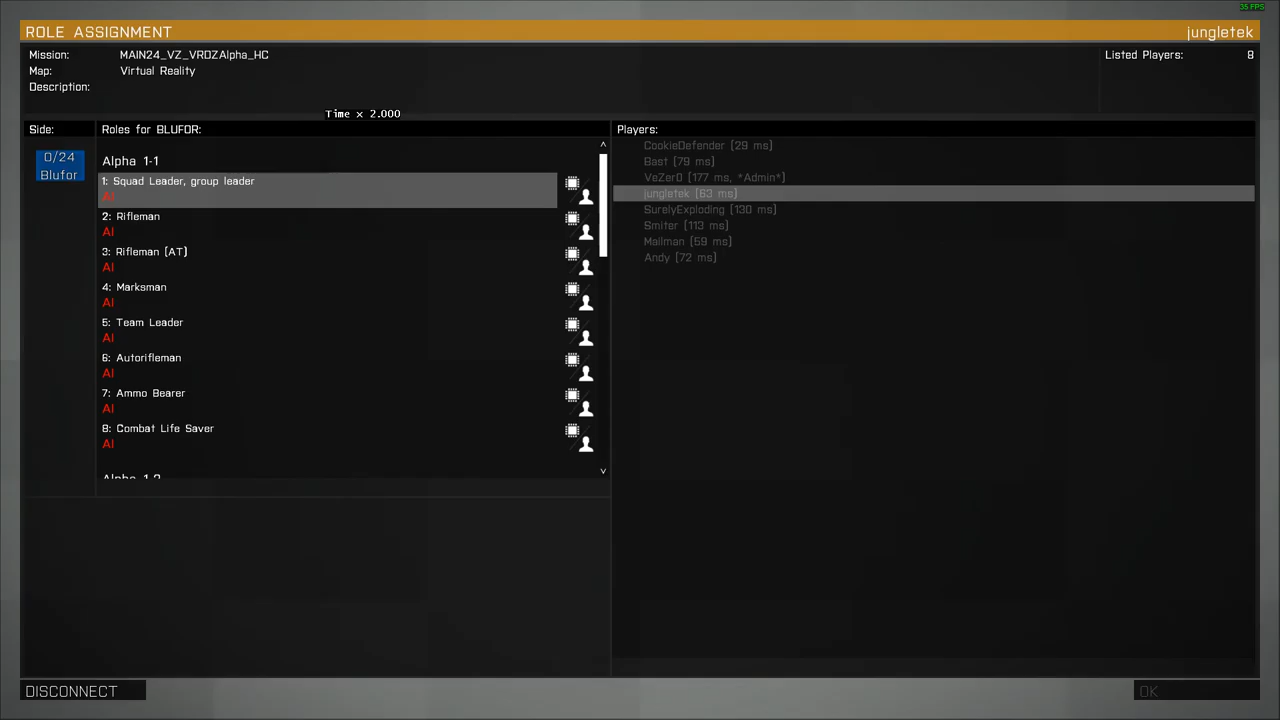 35 FPS
ROLE ASSIGNMENT
jungletek
Mission: MAIN24_VZ_VRDZAlpha_HC
Listed Players: 8
Map: Virtual Reality
Description:
Time x 2.000
Side:
Roles for BLUFOR:
Players:
0/24
Blufor
Alpha 1-1
1: Squad Leader, group leader
AI
2: Rifleman
AI
3: Rifleman (AT)
AI
4: Marksman
AI
5: Team Leader
AI
6: Autorifleman
AI
7: Ammo Bearer
AI
8: Combat Life Saver
AI
Alpha 1-2
CookieDefender (29 ms)
Bast (79 ms)
VeZerO (177 ms, *Admin*)
jungletek (63 ms)
SurelyExploding (130 ms)
Smiter (113 ms)
Mailman (59 ms)
Andy (72 ms)
DISCONNECT
OK